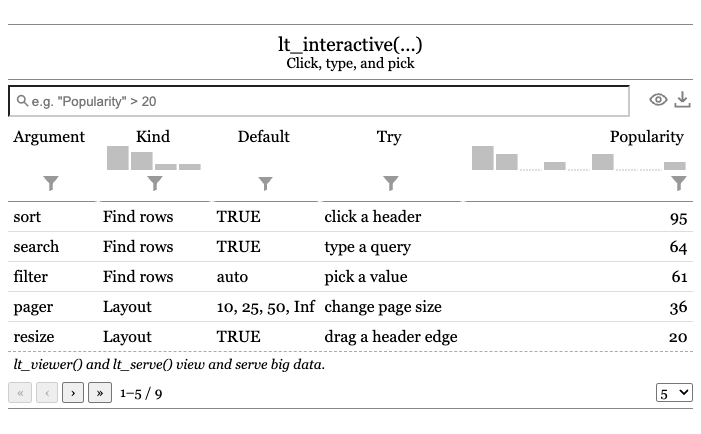 lt_interactive(...)
Click, type, and pick
e.g. "Popularity" > 20
Argument Kind Default Try Popularity
sort Find rows TRUE click a header 95
search Find rows TRUE type a query 64
filter Find rows auto pick a value 61
pager Layout 10, 25, 50, Inf change page size 36
resize Layout TRUE drag a header edge 20
lt_viewer() and lt_serve() view and serve big data.
« ‹ › » 1–5 / 9 5